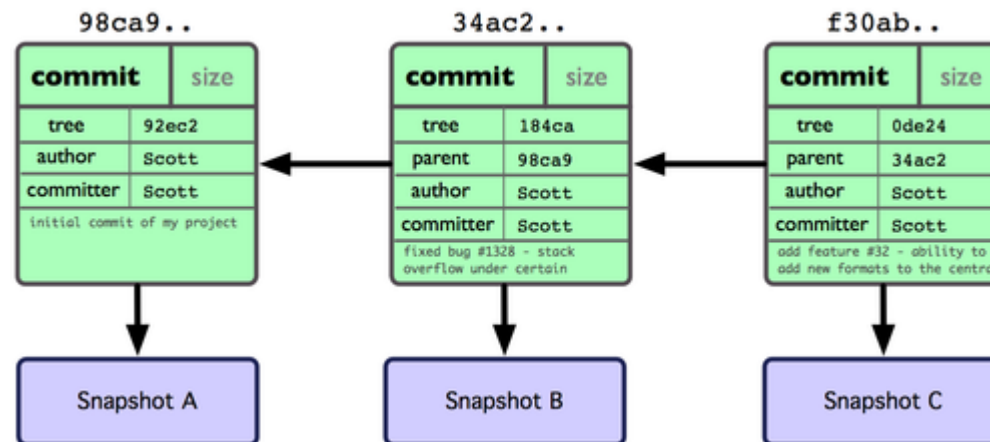 98ca9..
commit size
tree 92ec2
author Scott
committer Scott
initial commit of my project
Snapshot A
34ac2..
commit size
tree 184ca
parent 98ca9
author Scott
committer Scott
fixed bug #1328 - stack
overflow under certain
Snapshot B
f30ab..
commit size
tree 0de24
parent 34ac2
author Scott
committer Scott
add feature #32 - ability to
add new formats to the centra
Snapshot C